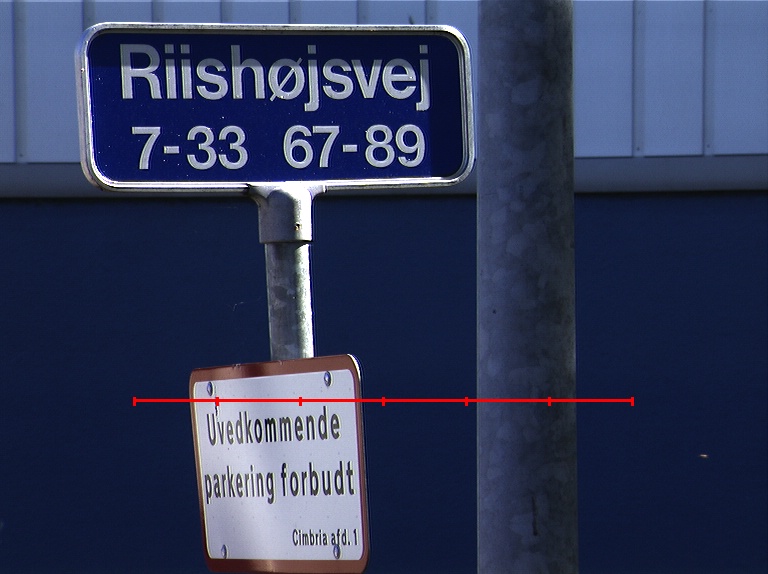 Riishøjsvej
7-33 67-89
Uvedkommende
parkering forbudt
Cimbria afd. 1